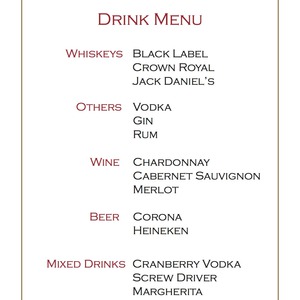 Drink Menu
Whiskeys Black Label
Crown Royal
Jack Daniel's
Others Vodka
Gin
Rum
Wine Chardonnay
Cabernet Sauvignon
Merlot
Beer Corona
Heineken
Mixed Drinks Cranberry Vodka
Screw Driver
Margherita